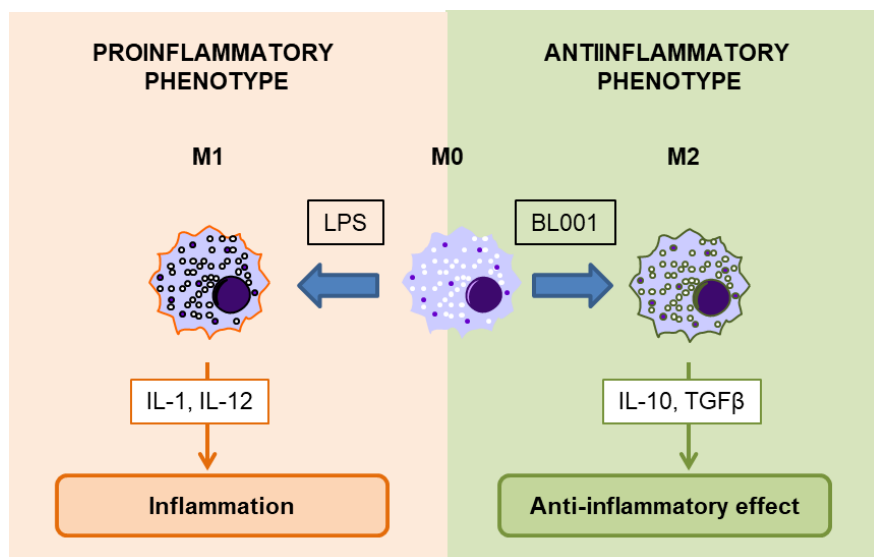 PROINFLAMMATORY
PHENOTYPE
ANTIINFLAMMATORY
PHENOTYPE
M1
M0
M2
LPS
BL001
IL-1, IL-12
IL-10, TGFβ
Inflammation
Anti-inflammatory effect